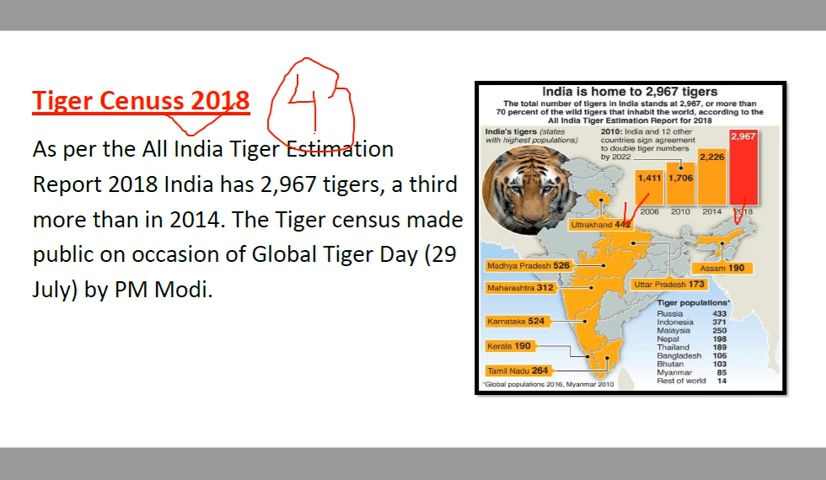 Tiger Cenuss 2018
4
As per the All India Tiger Estimation
Report 2018 India has 2,967 tigers, a third
more than in 2014. The Tiger census made
public on occasion of Global Tiger Day (29
July) by PM Modi.
India is home to 2,967 tigers
The total number of tigers in India stands at 2,967, or more than
70 percent of the wild tigers that inhabit the world, according to the
All India Tiger Estimation Report for 2018
India's tigers (states
with highest populations)
2010: India and 12 other
countries sign agreement
to double tiger numbers
by 2022
1,411
1,706
2,226
2,967
2006 2010 2014 2018
Uttrakhand 442
Madhya Pradesh 526
Assam 190
Maharashtra 312
Uttar Pradesh 173
Karnataka 524
Kerala 190
Tamil Nadu 264
Tiger populations*
Russia 433
Indonesia 371
Malaysia 250
Nepal 198
Thailand 189
Bangladesh 106
Bhutan 103
Myanmar 85
Rest of world 14
*Global populations 2016, Myanmar 2010